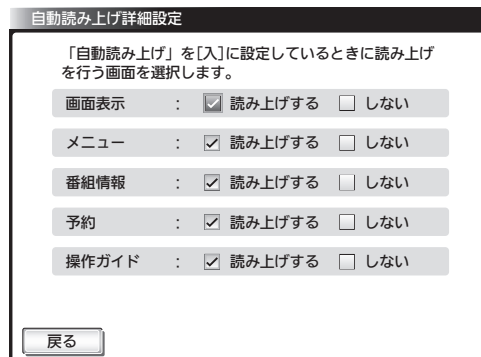 自動読み上げ詳細設定
「自動読み上げ」を[入]に設定しているときに読み上げ
を行う画面を選択します。
画面表示 : ☑ 読み上げする ☐ しない
メニュー : ☑ 読み上げする ☐ しない
番組情報 : ☑ 読み上げする ☐ しない
予約 : ☑ 読み上げする ☐ しない
操作ガイド : ☑ 読み上げする ☐ しない
戻る